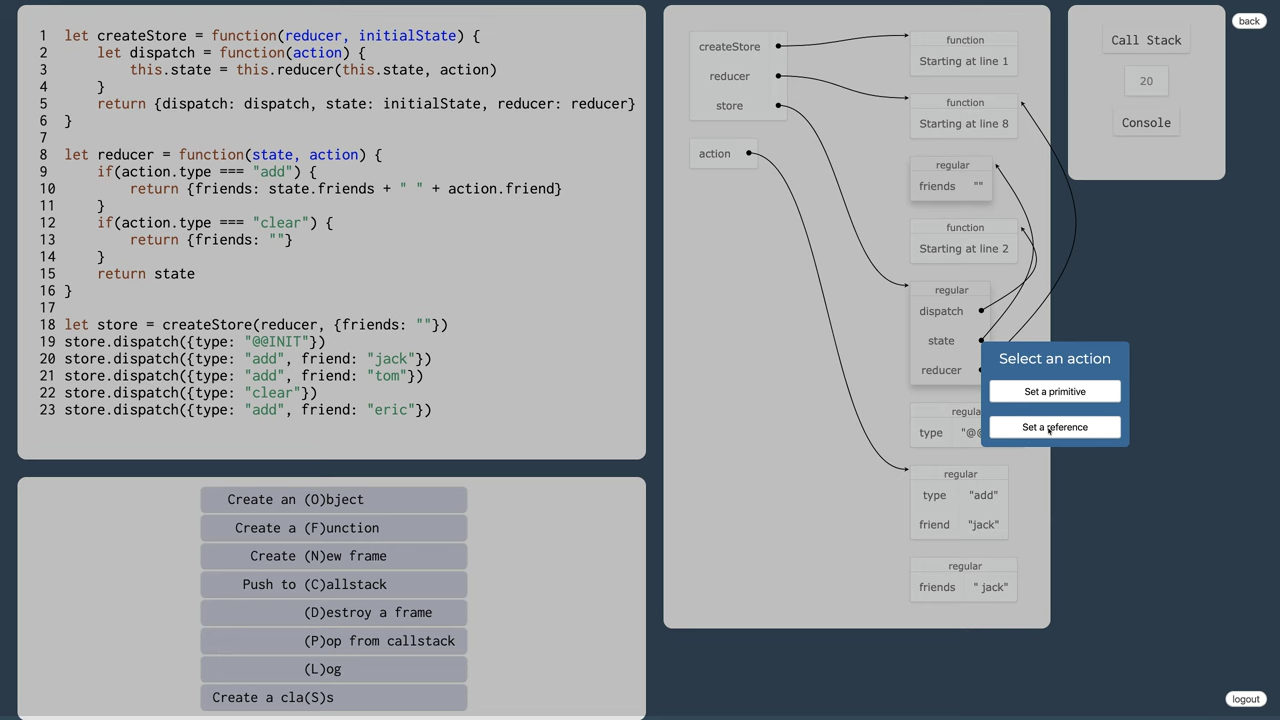 1 let createStore = function(reducer, initialState) {
2     let dispatch = function(action) {
3         this.state = this.reducer(this.state, action)
4     }
5     return {dispatch: dispatch, state: initialState, reducer: reducer}
6 }
7
8 let reducer = function(state, action) {
9     if(action.type === "add") {
10         return {friends: state.friends + " " + action.friend}
11     }
12     if(action.type === "clear") {
13         return {friends: ""}
14     }
15     return state
16 }
17
18 let store = createStore(reducer, {friends: ""})
19 store.dispatch({type: "@@INIT"})
20 store.dispatch({type: "add", friend: "jack"})
21 store.dispatch({type: "add", friend: "tom"})
22 store.dispatch({type: "clear"})
23 store.dispatch({type: "add", friend: "eric"})
Create an (O)bject
Create a (F)unction
Create (N)ew frame
Push to (C)allstack
(D)estroy a frame
(P)op from callstack
(L)og
Create a cla(S)s
createStore
reducer
store
action
function
Starting at line 1
function
Starting at line 8
regular
friends ""
function
Starting at line 2
regular
dispatch
state
reducer
type
regular
type "add"
friend "jack"
regular
friends " jack"
Select an action
Set a primitive
Set a reference
Call Stack
20
Console
back
logout